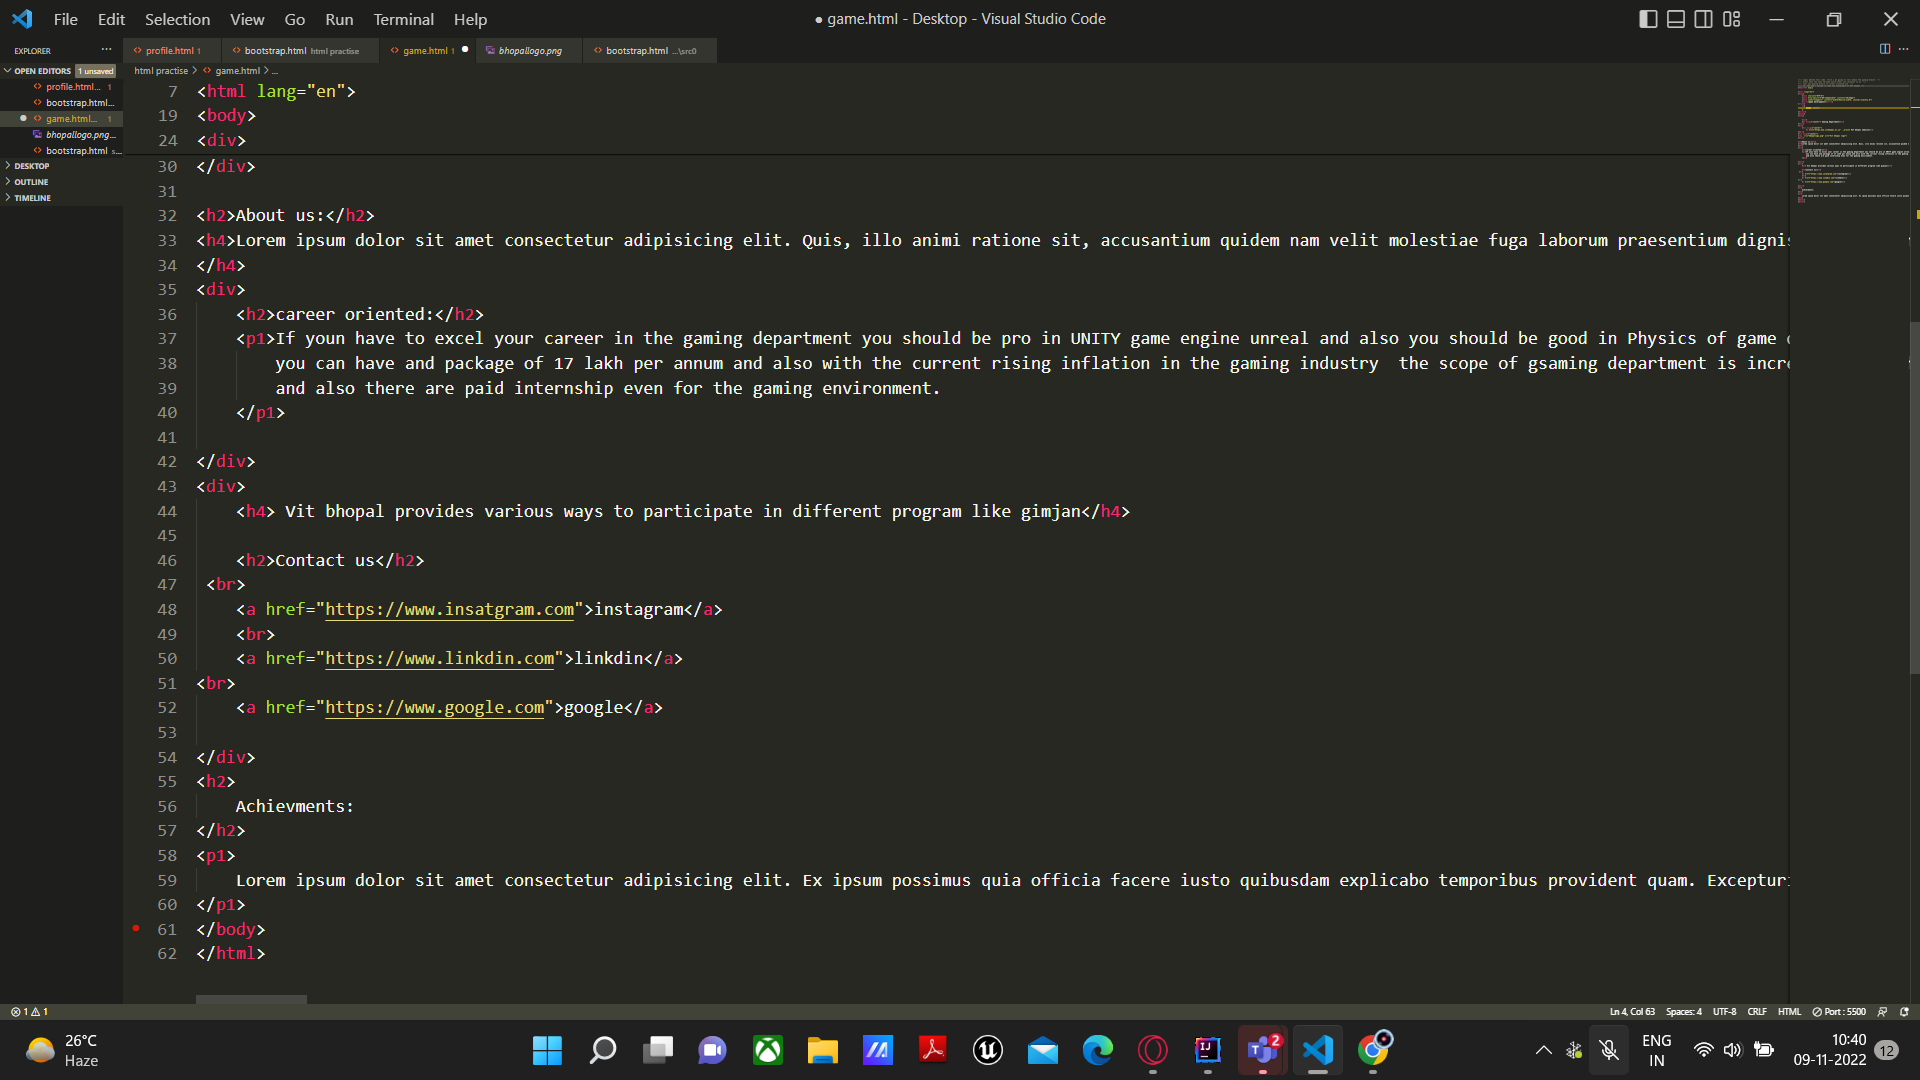 File Edit Selection View Go Run Terminal Help
● game.html - Desktop - Visual Studio Code
EXPLORER ...
profile.html 1
bootstrap.html html practise
game.html 1 ●
bhopallogo.png
bootstrap.html ...\src0
OPEN EDITORS 1 unsaved
profile.html... 1
bootstrap.html...
game.html... 1
bhopallogo.png...
bootstrap.html s...
DESKTOP
OUTLINE
TIMELINE
html practise > game.html > ...
7 <html lang="en">
19 <body>
24 <div>
30 </div>
31
32 <h2>About us:</h2>
33 <h4>Lorem ipsum dolor sit amet consectetur adipisicing elit. Quis, illo animi ratione sit, accusantium quidem nam velit molestiae fuga laborum praesentium dignis
34 </h4>
35 <div>
36 <h2>career oriented:</h2>
37 <p1>If youn have to excel your career in the gaming department you should be pro in UNITY game engine unreal and also you should be good in Physics of game
38 you can have and package of 17 lakh per annum and also with the current rising inflation in the gaming industry  the scope of gsaming department is incre
39 and also there are paid internship even for the gaming environment.
40 </p1>
41
42 </div>
43 <div>
44 <h4> Vit bhopal provides various ways to participate in different program like gimjan</h4>
45
46 <h2>Contact us</h2>
47 <br>
48 <a href="https://www.insatgram.com">instagram</a>
49 <br>
50 <a href="https://www.linkdin.com">linkdin</a>
51 <br>
52 <a href="https://www.google.com">google</a>
53
54 </div>
55 <h2>
56 Achievments:
57 </h2>
58 <p1>
59 Lorem ipsum dolor sit amet consectetur adipisicing elit. Ex ipsum possimus quia officia facere iusto quibusdam explicabo temporibus provident quam. Excepturi
60 </p1>
61 </body>
62 </html>
1 1
Ln 4, Col 63 Spaces: 4 UTF-8 CRLF HTML Port : 5500
26°C
Haze
2
ENG
IN
10:40
09-11-2022
12